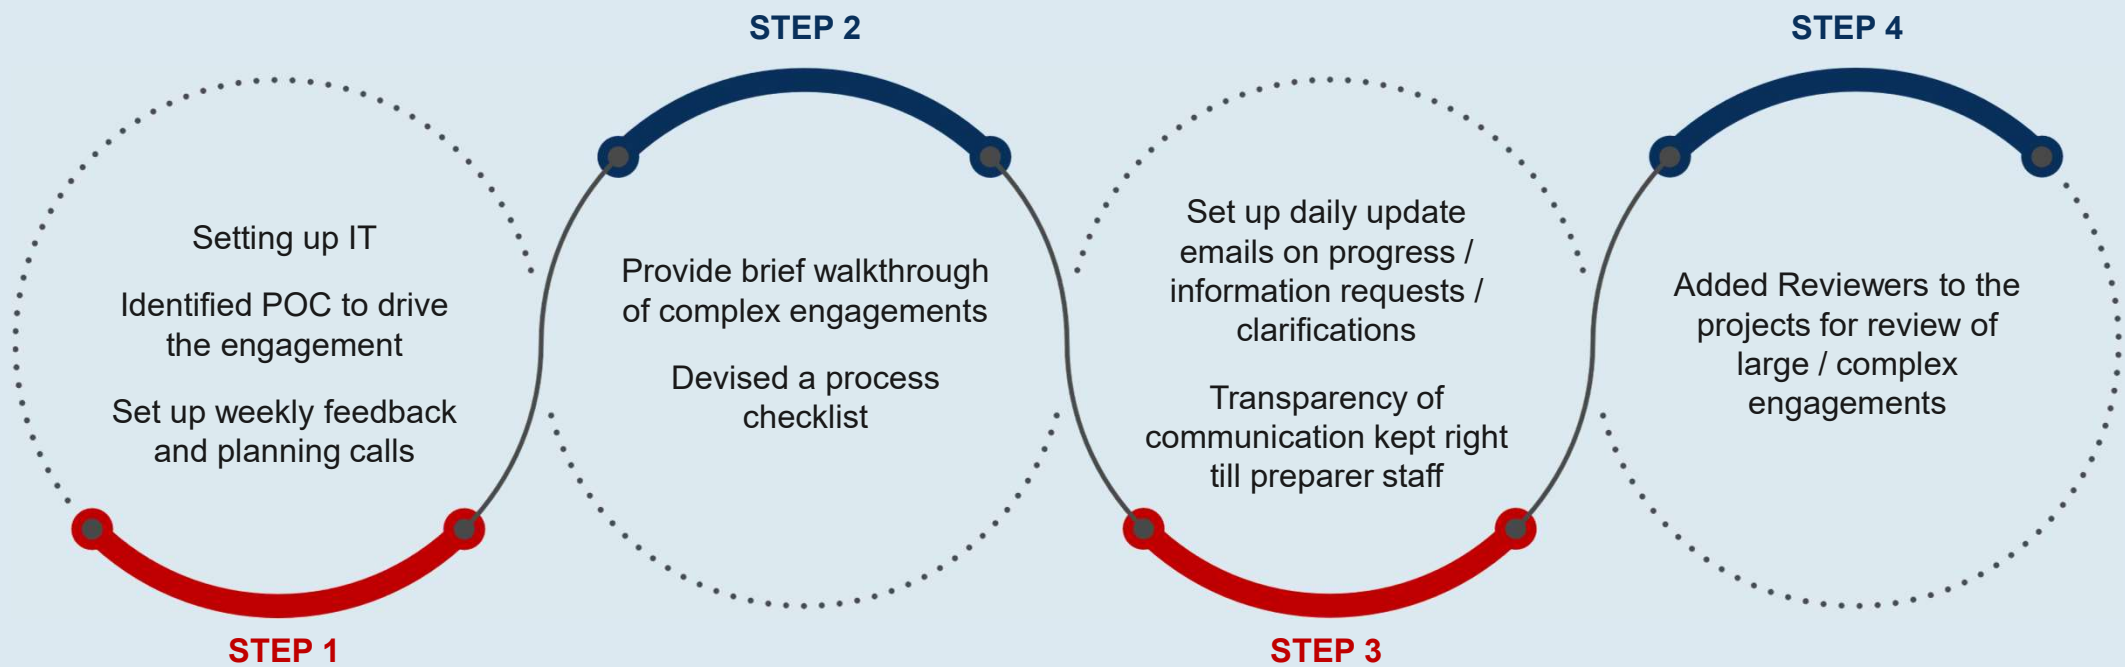 STEP 1
Setting up IT
Identified POC to drive
the engagement
Set up weekly feedback
and planning calls
STEP 2
Provide brief walkthrough
of complex engagements
Devised a process
checklist
STEP 3
Set up daily update
emails on progress /
information requests /
clarifications
Transparency of
communication kept right
till preparer staff
STEP 4
Added Reviewers to the
projects for review of
large / complex
engagements